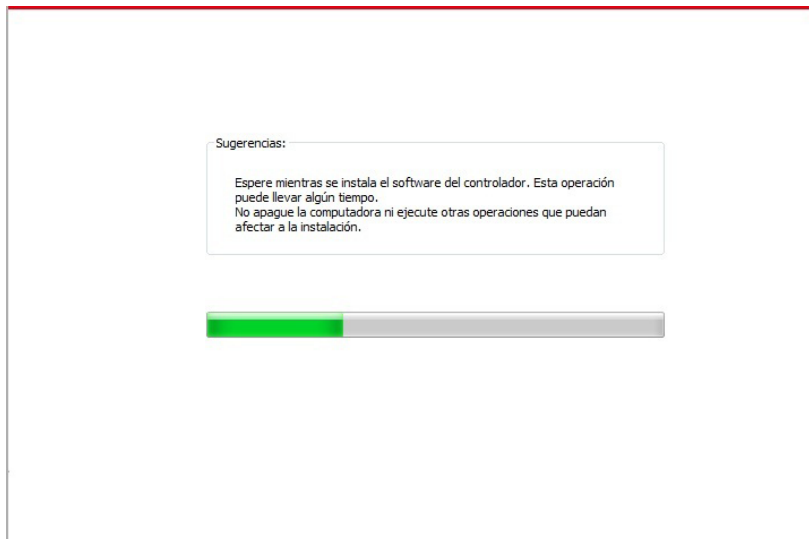 Sugerencias:
Espere mientras se instala el software del controlador. Esta operación
puede llevar algún tiempo.
No apague la computadora ni ejecute otras operaciones que puedan
afectar a la instalación.